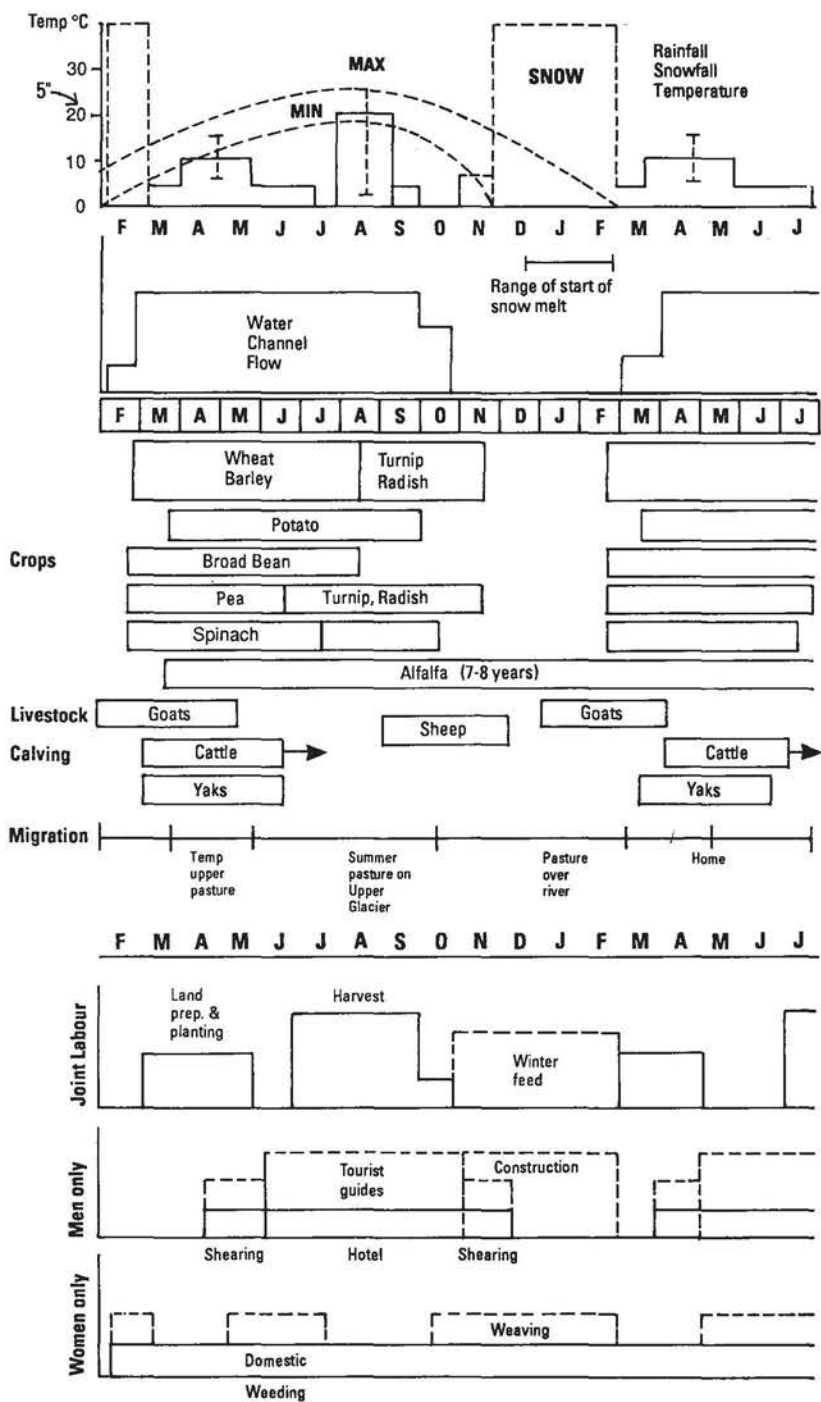 Temp °C
30
5"
20
10
0
MAX
MIN
SNOW
Rainfall
Snowfall
Temperature
F M A M J J A S O N D J F M A M J J
Range of start of
snow melt
Water
Channel
Flow
F M A M J J A S O N D J F M A M J J
Crops
Wheat
Barley
Turnip
Radish
Potato
Broad Bean
Pea
Turnip, Radish
Spinach
Alfalfa (7-8 years)
Livestock
Goats
Sheep
Goats
Calving
Cattle
Cattle
Yaks
Yaks
Migration
Temp
upper
pasture
Summer
pasture on
Upper
Glacier
Pasture
over
river
Home
F M A M J J A S O N D J F M A M J J
Joint Labour
Land
prep. &
planting
Harvest
Winter
feed
Men only
Tourist
guides
Construction
Shearing
Hotel
Shearing
Women only
Weaving
Domestic
Weeding